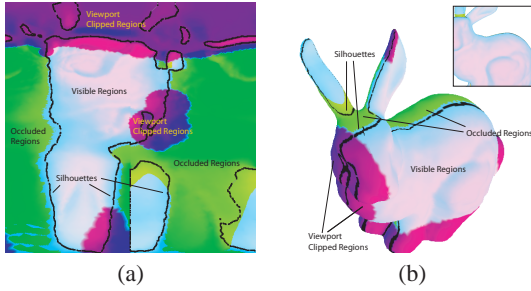 Viewport
Clipped Regions
Visible Regions
Occluded
Regions
Viewport
Clipped Regions
Occluded Regions
Silhouettes
(a)
Silhouettes
Occluded Regions
Visible Regions
Viewport
Clipped Regions
(b)